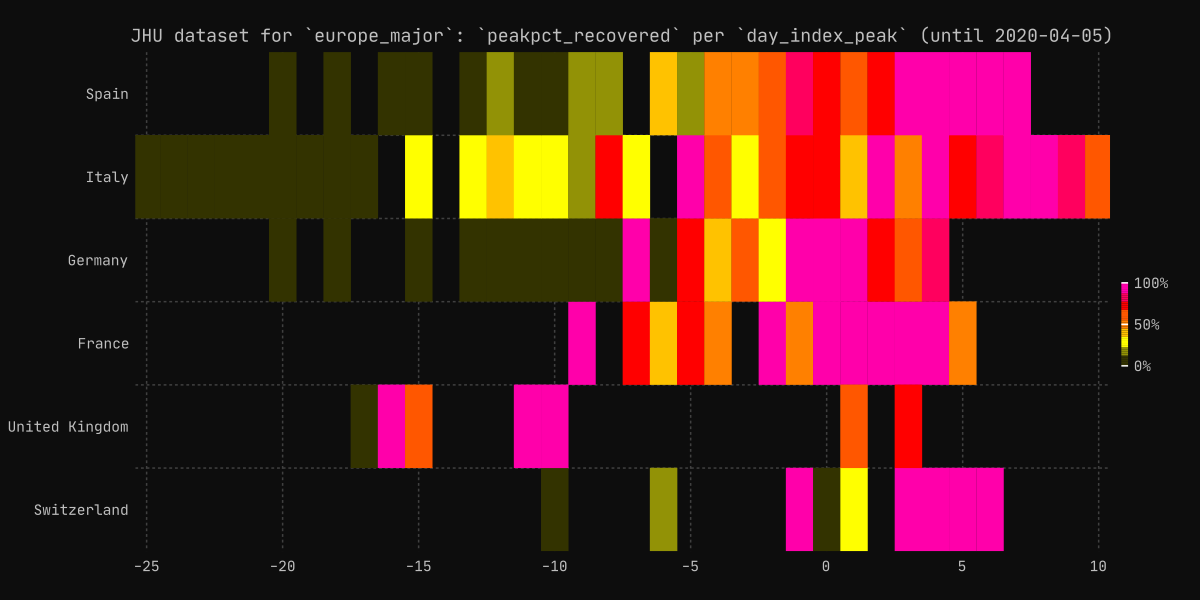 JHU dataset for `europe_major`: `peakpct_recovered` per `day_index_peak` (until 2020-04-05)
Spain
Italy
Germany
France
United Kingdom
Switzerland
100%
50%
0%
-25 -20 -15 -10 -5 0 5 10